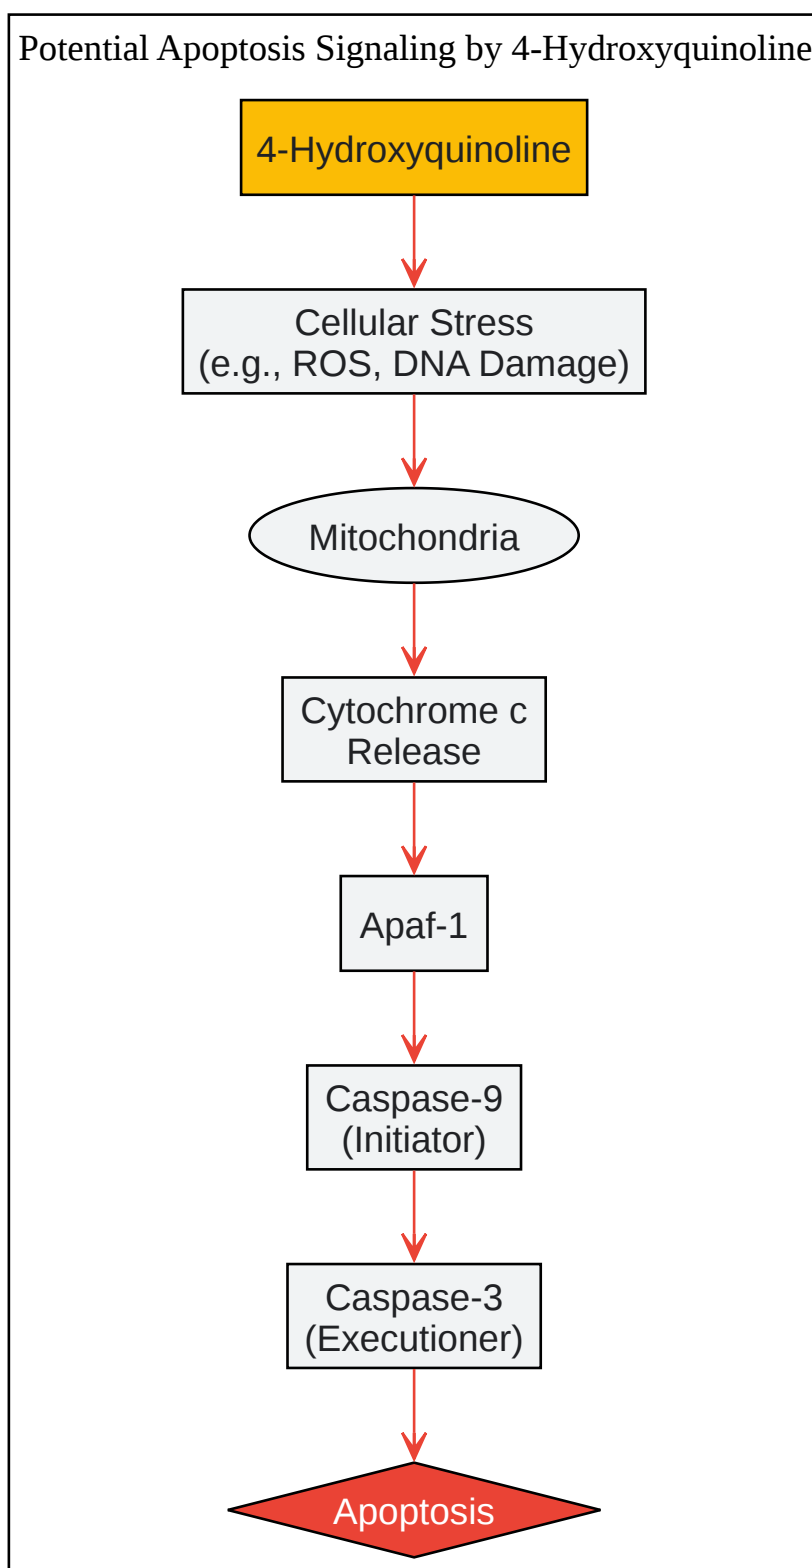 Potential Apoptosis Signaling by 4-Hydroxyquinoline
4-Hydroxyquinoline
Cellular Stress
(e.g., ROS, DNA Damage)
Mitochondria
Cytochrome c
Release
Apaf-1
Caspase-9
(Initiator)
Caspase-3
(Executioner)
Apoptosis